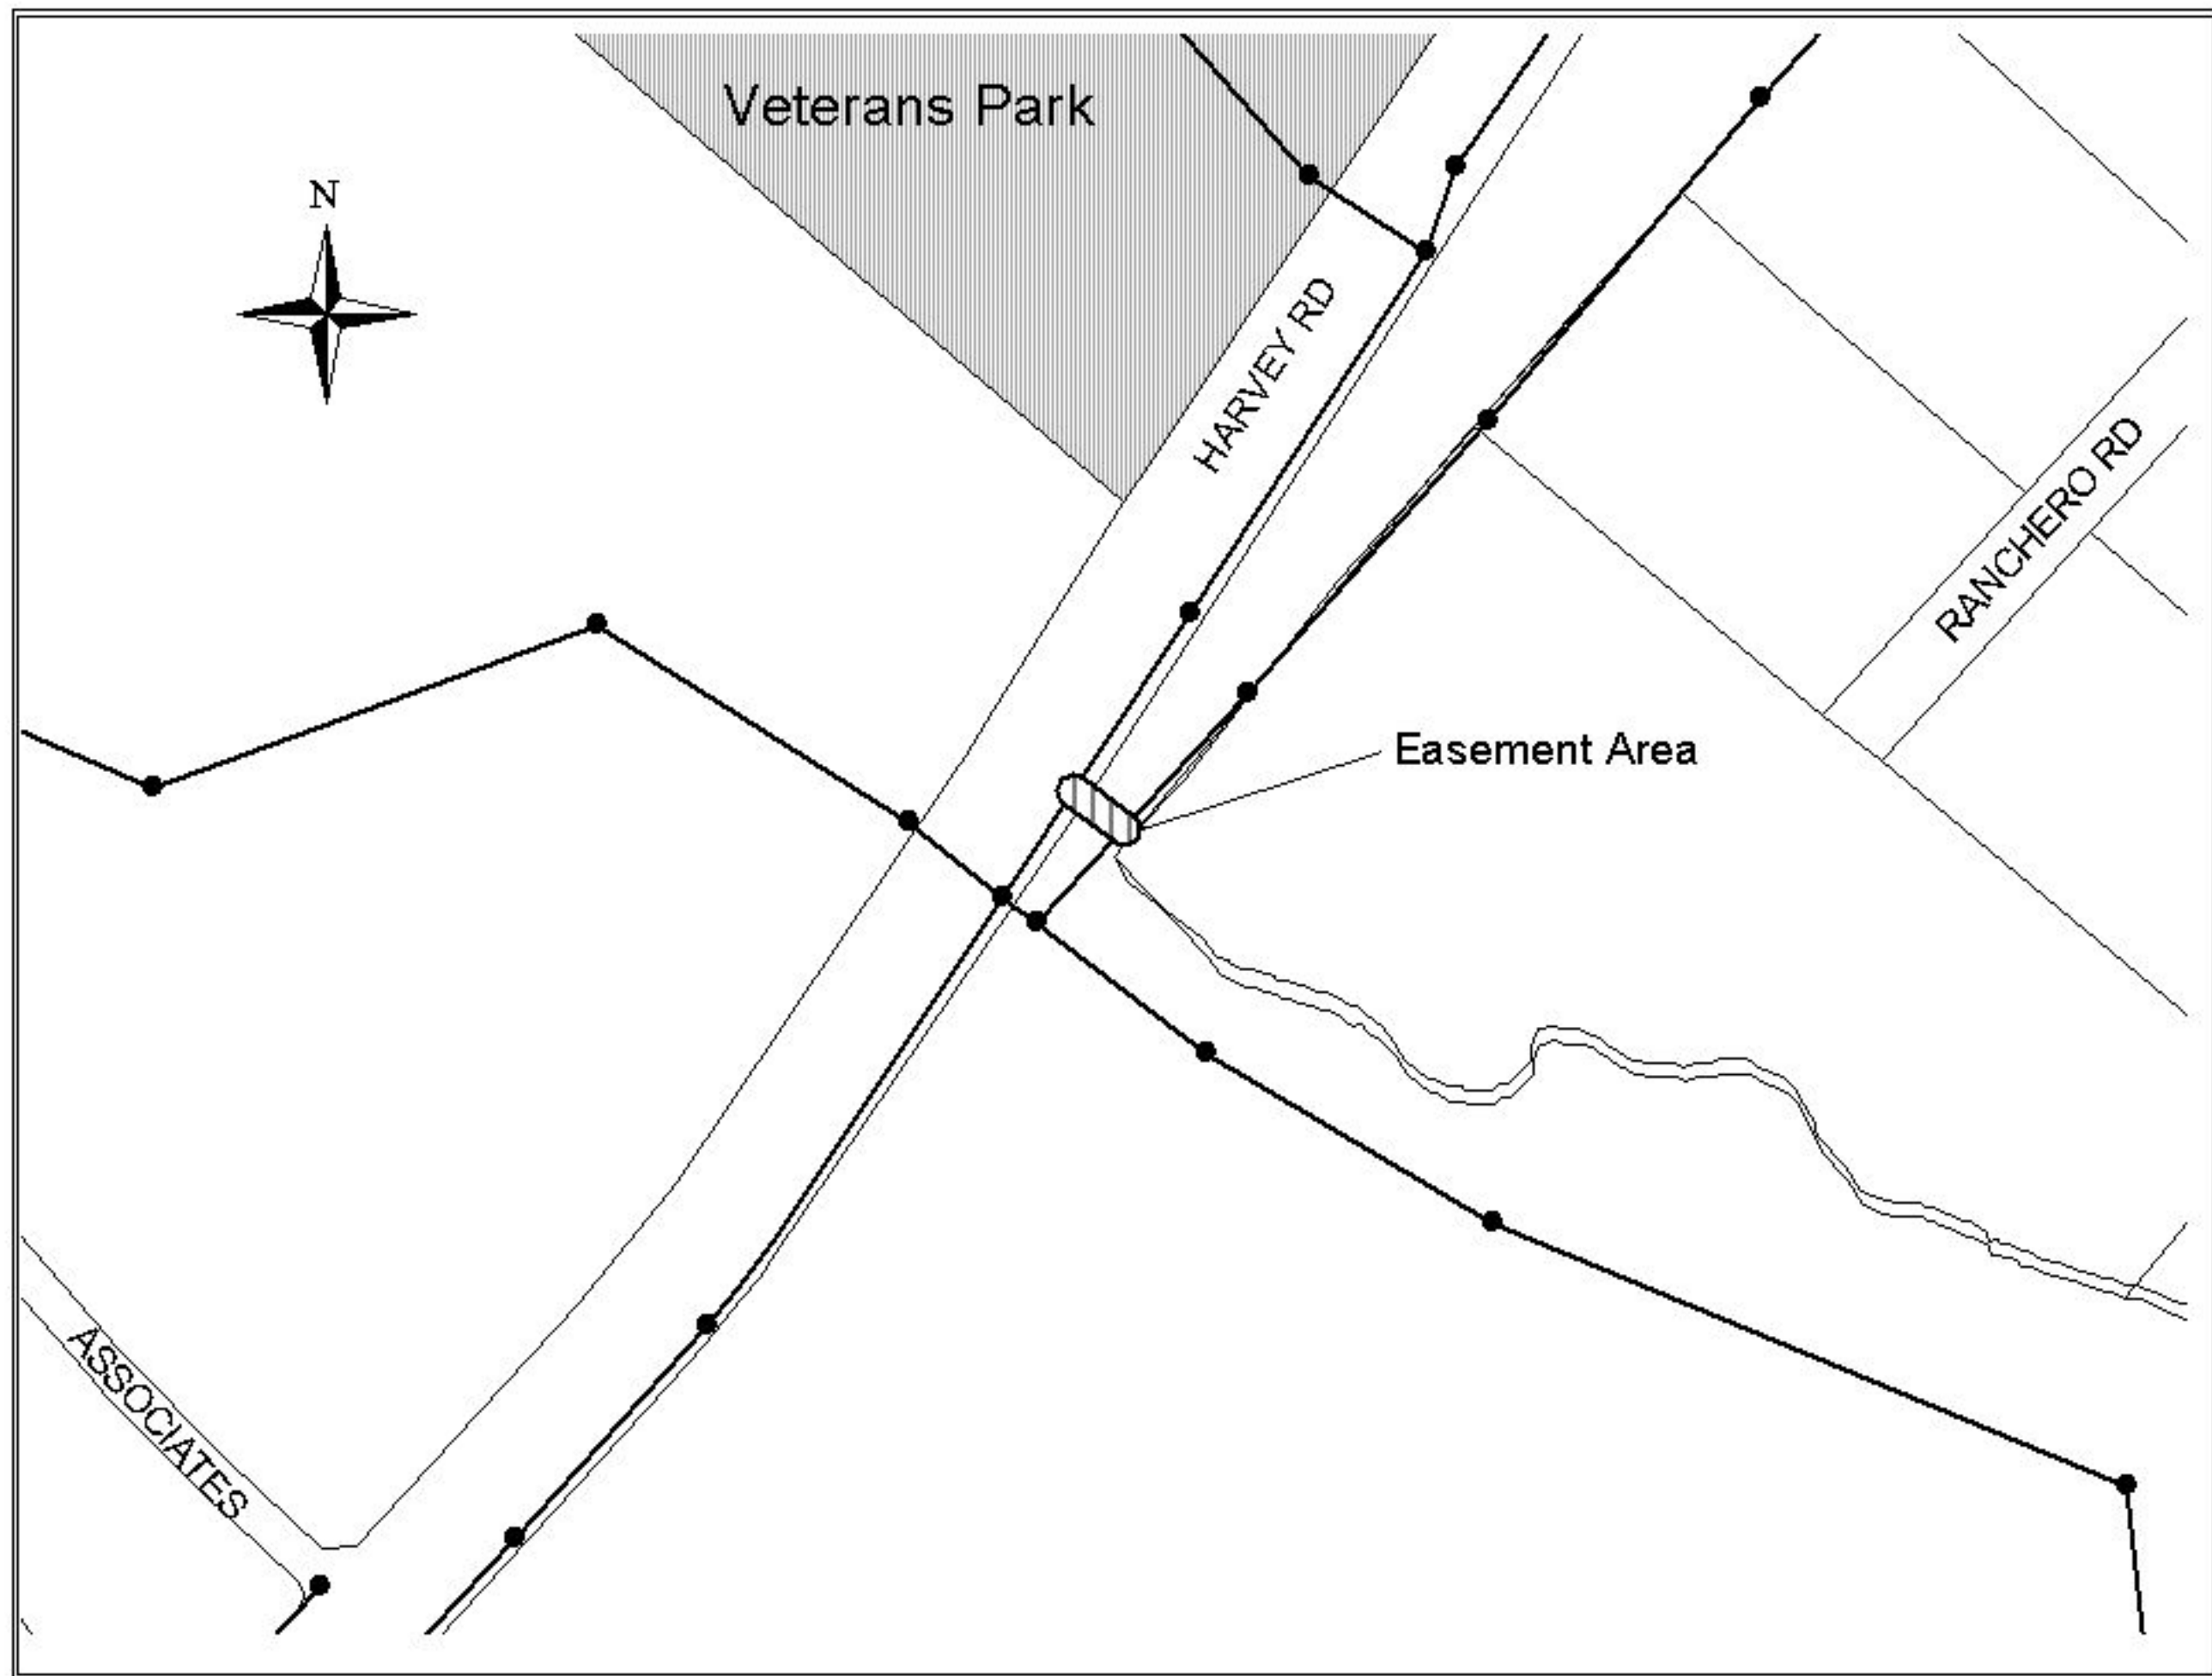 Veterans Park
N
HARVEY RD
RANCHERO RD
Easement Area
ASSOCIATES